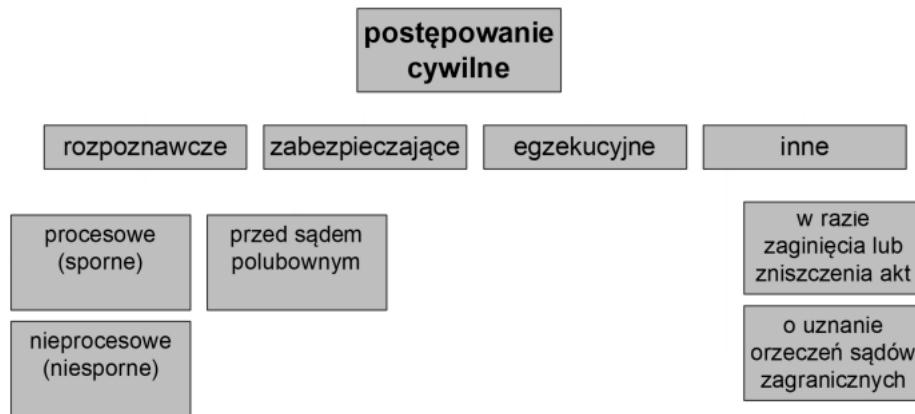 postępowanie
cywilne
rozpoznawcze
zabezpieczające
egzekucyjne
inne
procesowe
(sporne)
przed sądem
polubownym
w razie
zaginięcia lub
zniszczenia akt
nieprocesowe
(niesporne)
o uznanie
orzeczeń sądów
zagranicznych